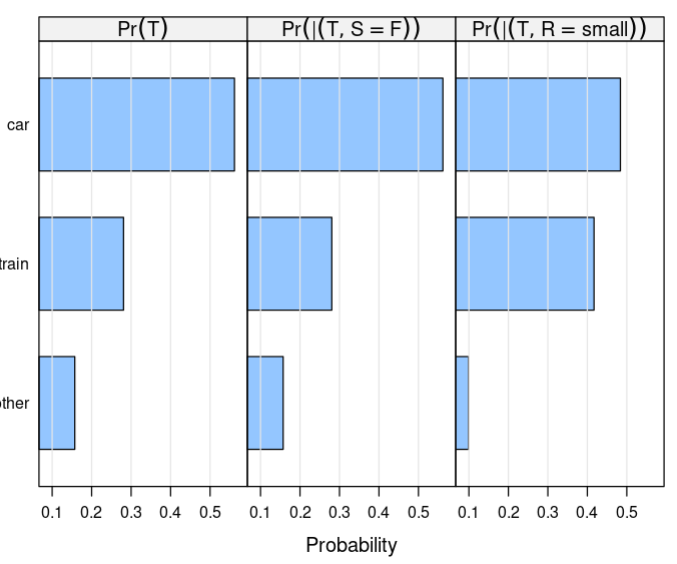 Pr(T) Pr(|(T, S = F)) Pr(|(T, R = small))
car
train
other
0.1 0.2 0.3 0.4 0.5 0.1 0.2 0.3 0.4 0.5 0.1 0.2 0.3 0.4 0.5
Probability